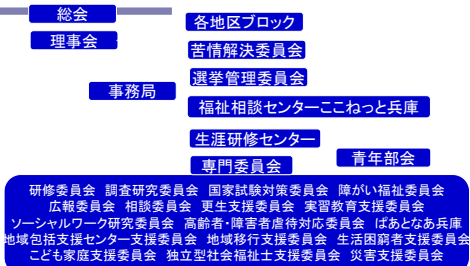 総会
理事会
事務局
各地区ブロック
苦情解決委員会
選挙管理委員会
福祉相談センターここねっと兵庫
生涯研修センター
専門委員会
青年部会
研修委員会 調査研究委員会 国家試験対策委員会 障がい福祉委員会
広報委員会 相談委員会 更生支援委員会 実習教育支援委員会
ソーシャルワーク研究委員会 高齢者・障害者虐待対応委員会 ぱあとなあ兵庫
地域包括支援センター支援委員会 地域移行支援委員会 生活困窮者支援委員会
こども家庭支援委員会 独立型社会福祉士支援委員会 災害支援委員会